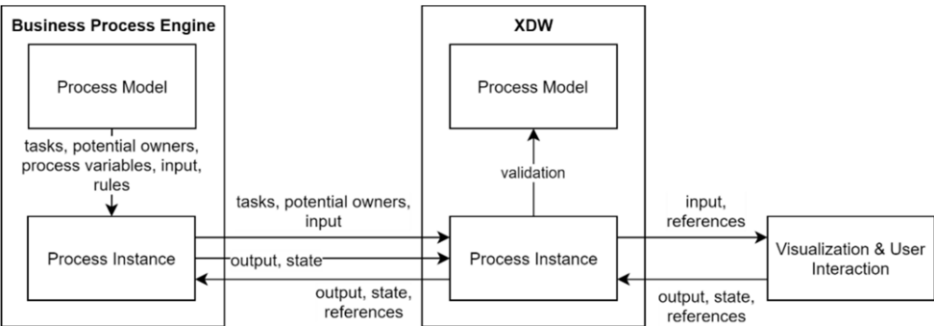 Business Process Engine
XDW
Process Model
Process Model
tasks, potential owners,
process variables, input,
rules
validation
tasks, potential owners,
input
input,
references
Process Instance
output, state
Process Instance
Visualization & User
Interaction
output, state,
references
output, state,
references